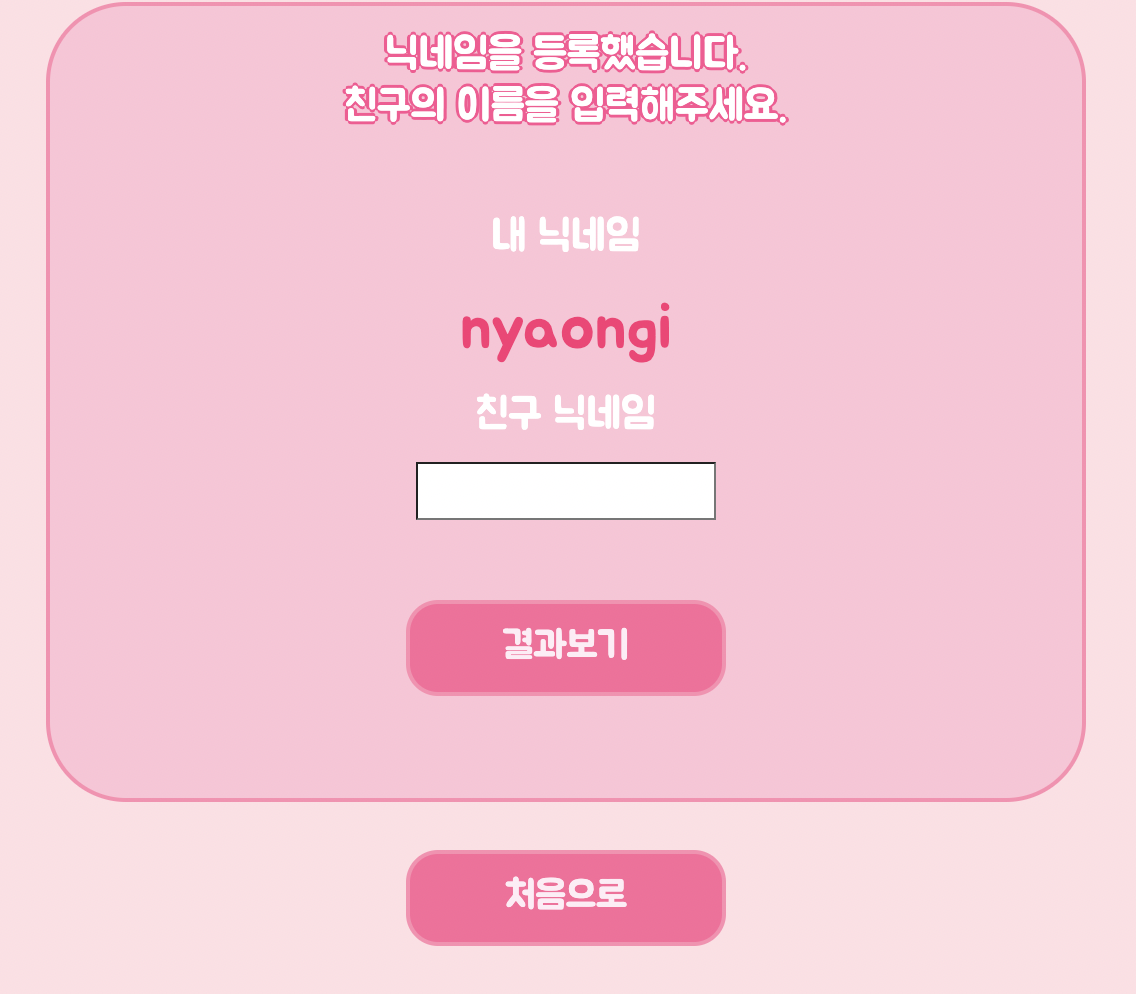 닉네임을 등록했습니다.
친구의 이름을 입력해주세요.
내 닉네임
nyaongi
친구 닉네임
결과보기
처음으로